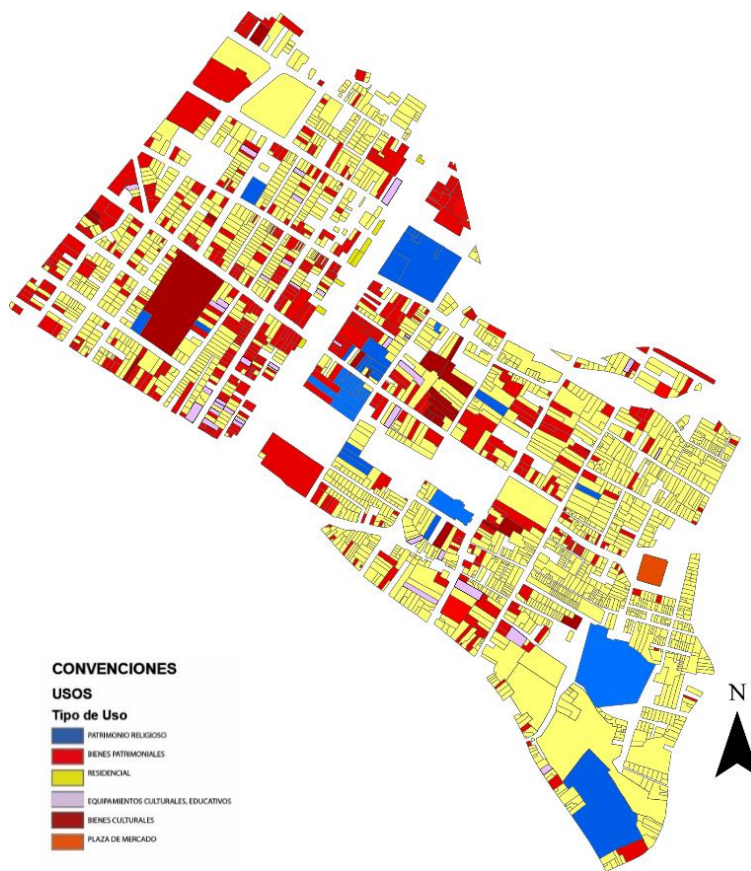 CONVENCIONES
USOS
Tipo de Uso
PATRIMONIO RELIGIOSO
BIENES PATRIMONIALES
RESIDENCIAL
EQUIPAMIENTOS CULTURALES, EDUCATIVOS
BIENES CULTURALES
PLAZA DE MERCADO
N